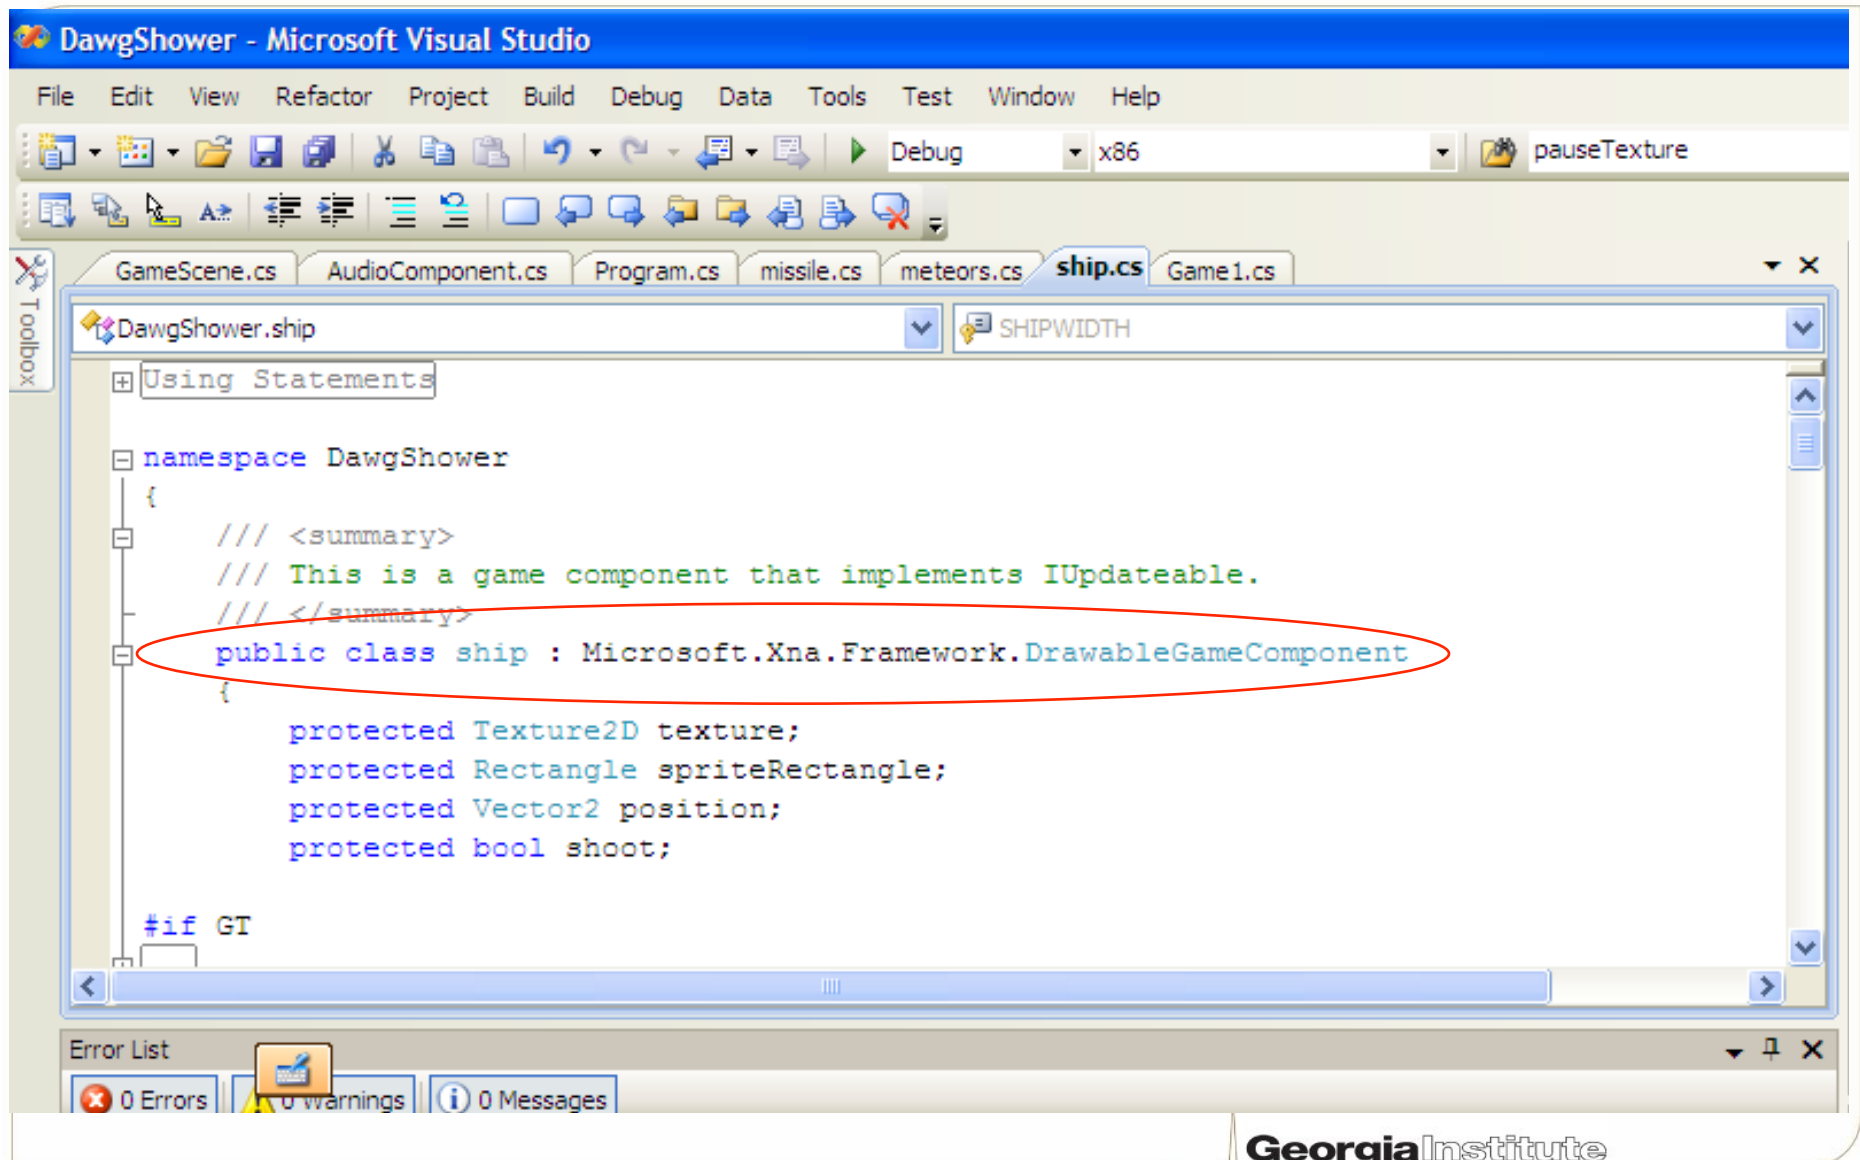 DawgShower - Microsoft Visual Studio
File Edit View Refactor Project Build Debug Data Tools Test Window Help
Debug x86 pauseTexture
Toolbox
GameScene.cs AudioComponent.cs Program.cs missile.cs meteors.cs ship.cs Game1.cs
DawgShower.ship SHIPWIDTH
Using Statements
namespace DawgShower
{
/// <summary>
/// This is a game component that implements IUpdateable.
/// </summary>
public class ship : Microsoft.Xna.Framework.DrawableGameComponent
{
protected Texture2D texture;
protected Rectangle spriteRectangle;
protected Vector2 position;
protected bool shoot;
#if GT
Error List
0 Errors 0 Warnings 0 Messages
Georgia Institute